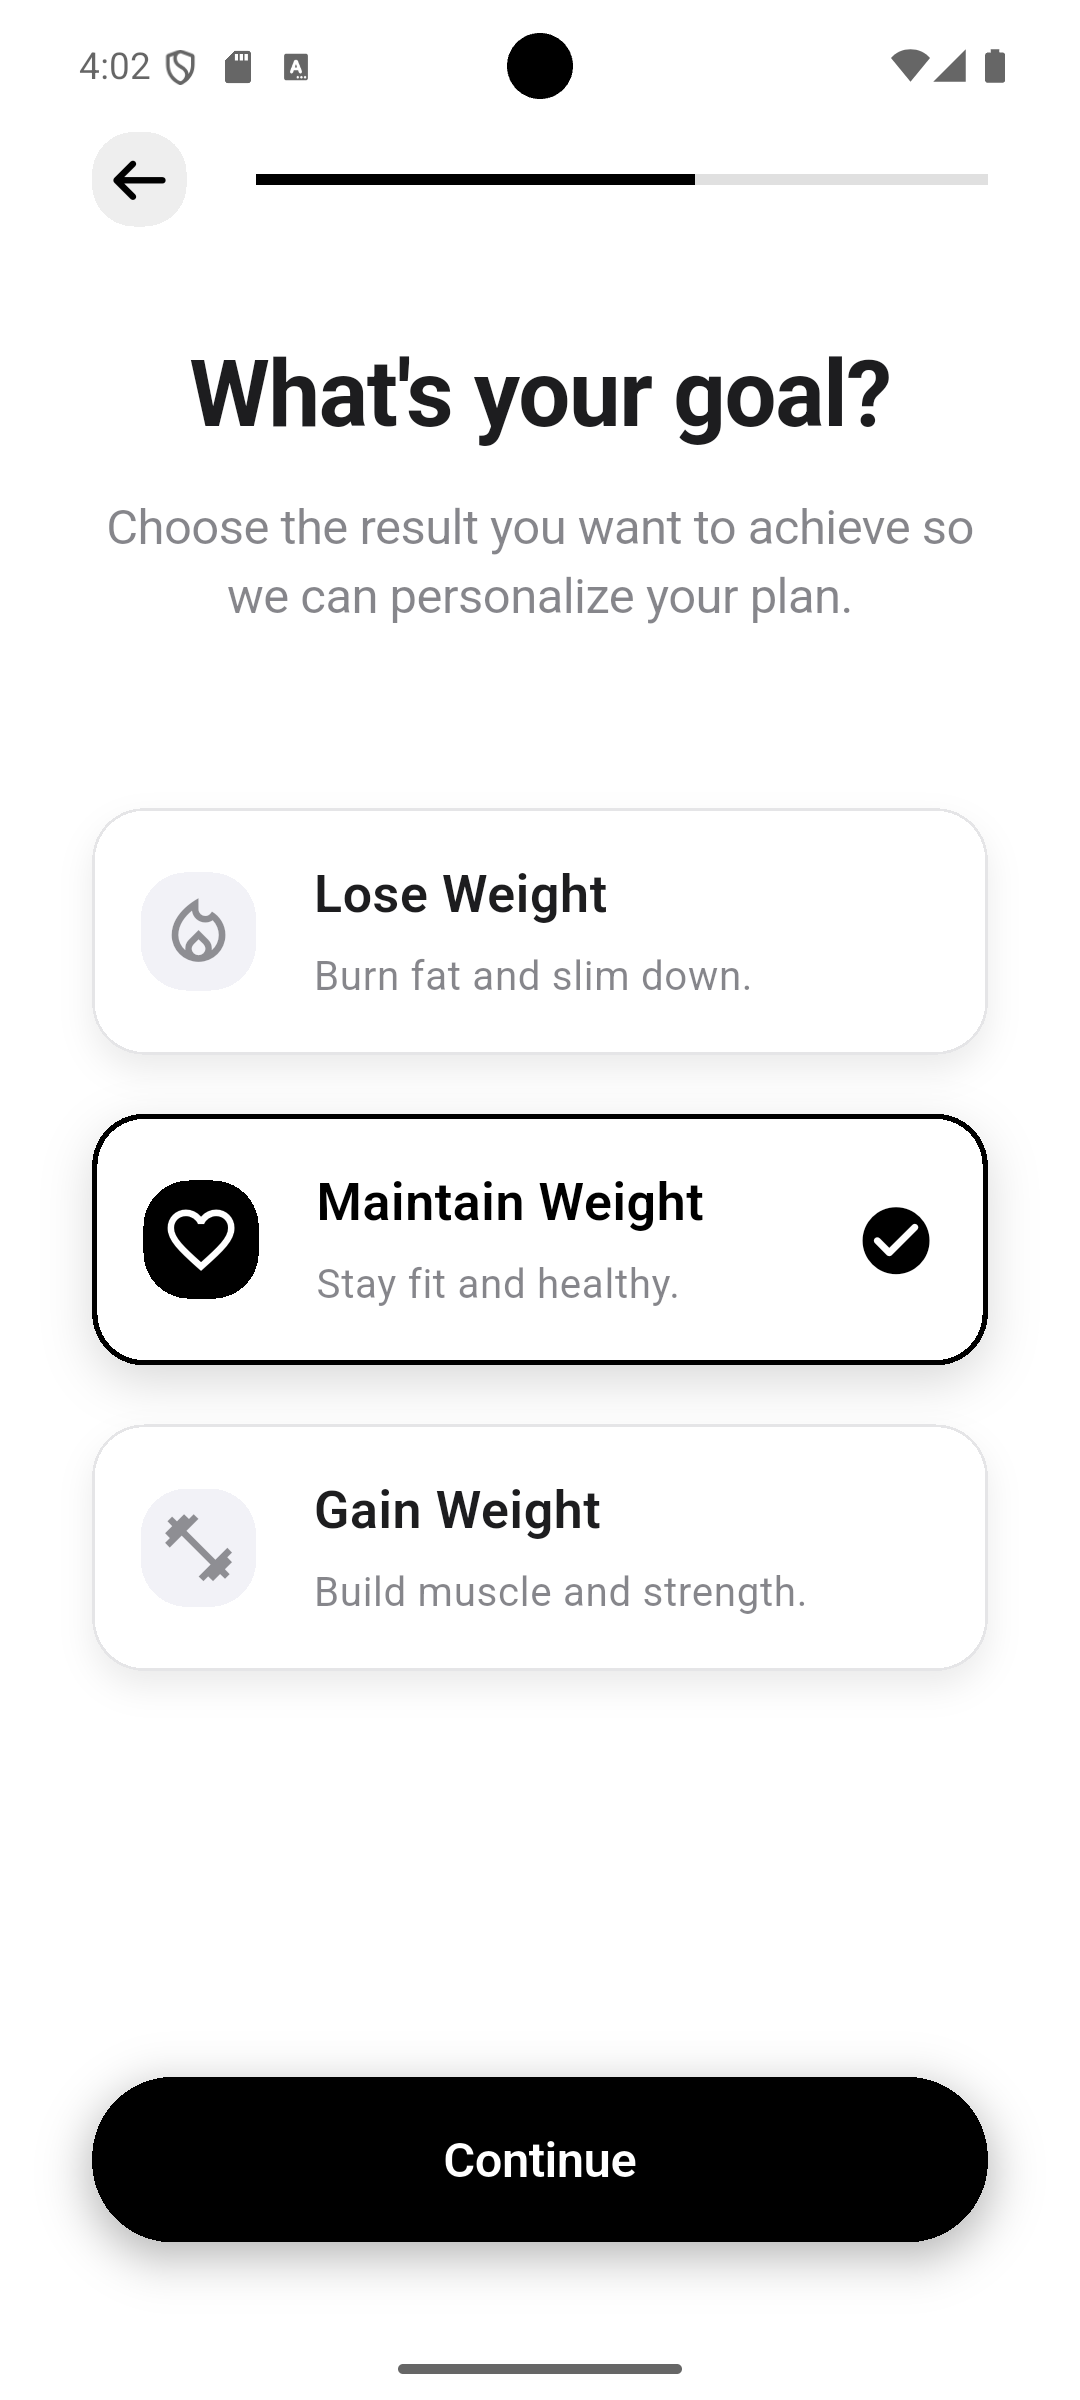 4:02
What's your goal?
Choose the result you want to achieve so
we can personalize your plan.
Lose Weight
Burn fat and slim down.
Maintain Weight
Stay fit and healthy.
Gain Weight
Build muscle and strength.
Continue